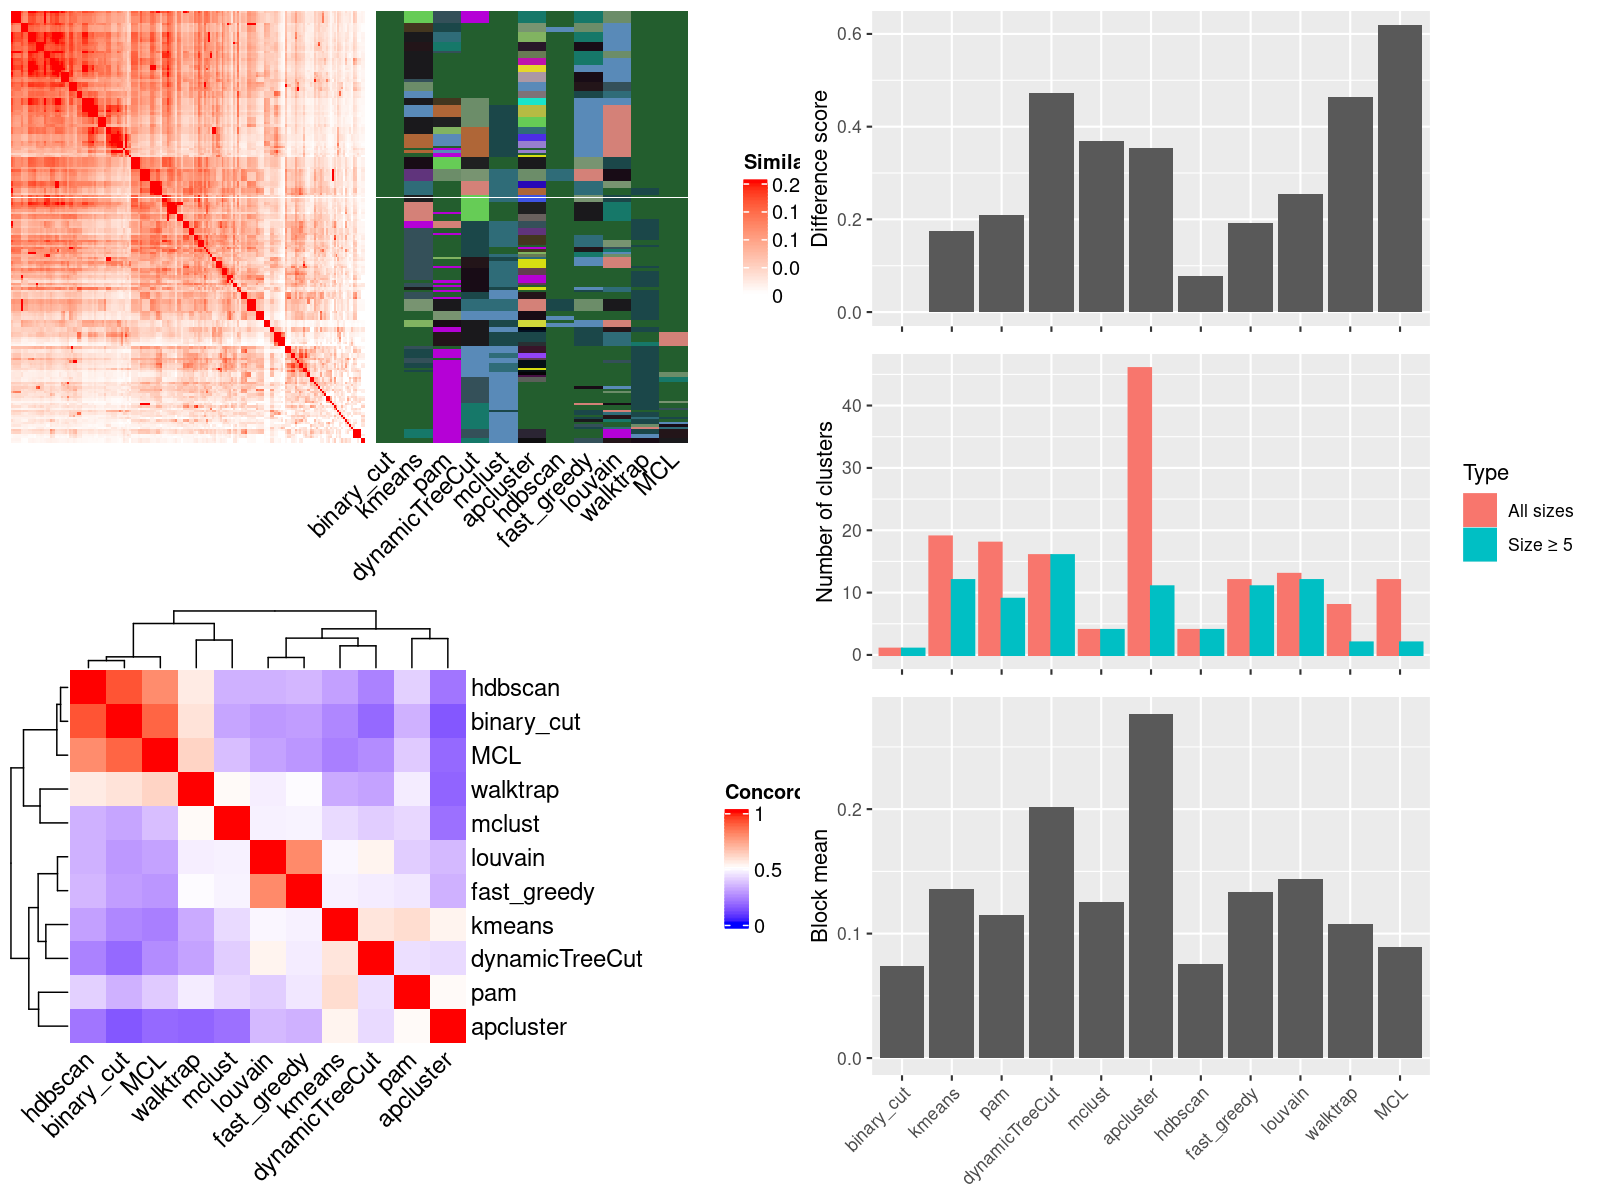 Simila
0.2
0.1
0.1
0.0
0
binary_cut
kmeans
pam
dynamicTreeCut
mclust
apcluster
hdbscan
fast_greedy
louvain
walktrap
MCL
hdbscan
binary_cut
MCL
walktrap
mclust
louvain
fast_greedy
kmeans
dynamicTreeCut
pam
apcluster
hdbscan
binary_cut
MCL
walktrap
mclust
louvain
fast_greedy
kmeans
dynamicTreeCut
pam
apcluster
Concord
1
0.5
0
Difference score
0.6
0.4
0.2
0.0
Number of clusters
40
30
20
10
0
Type
All sizes
Size ≥ 5
Block mean
0.2
0.1
0.0
binary_cut
kmeans
pam
dynamicTreeCut
mclust
apcluster
hdbscan
fast_greedy
louvain
walktrap
MCL